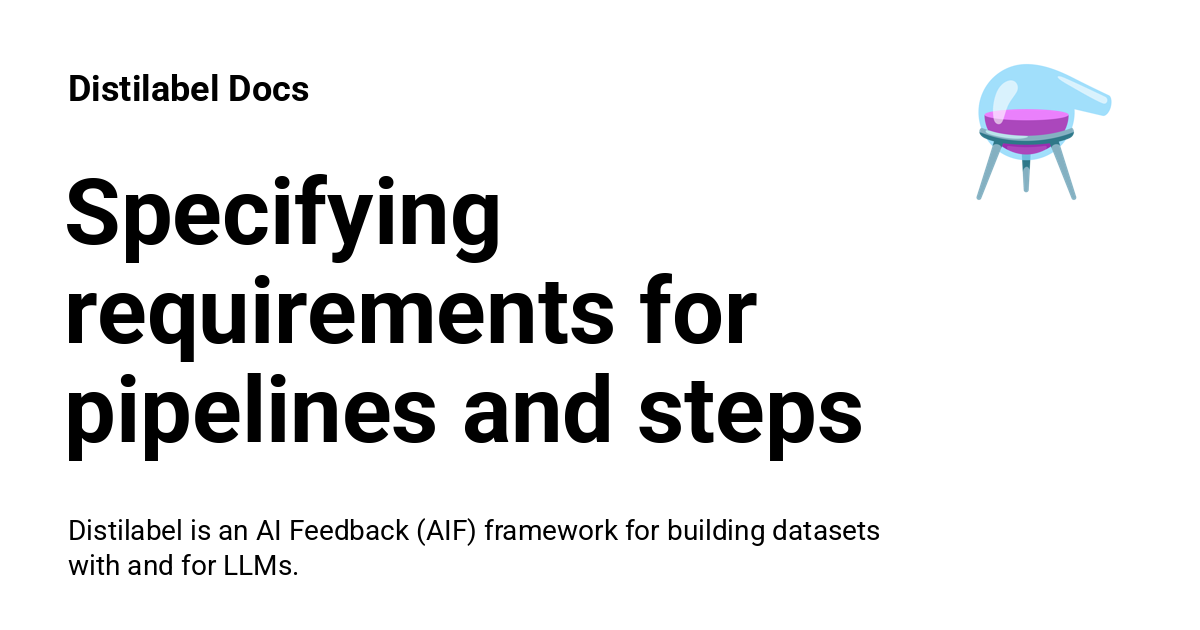 Distilabel Docs
Specifying
requirements for
pipelines and steps
Distilabel is an AI Feedback (AIF) framework for building datasets
with and for LLMs.